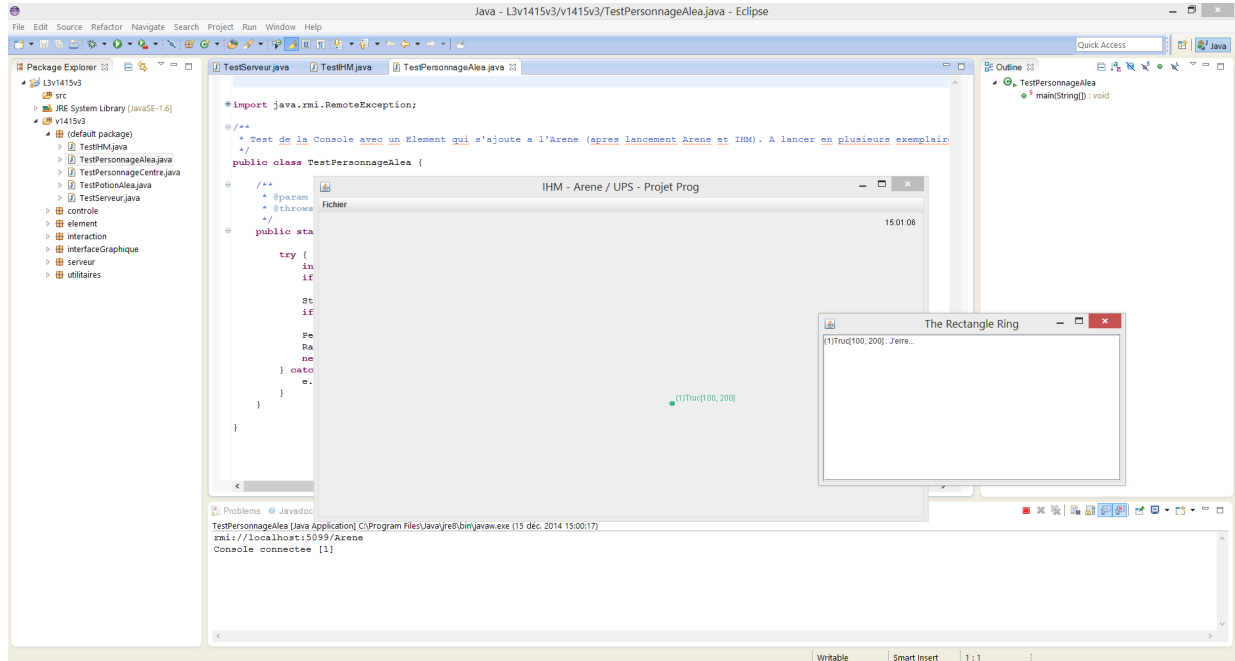 Java - L3v1415v3/v1415v3/TestPersonnageAlea.java - Eclipse
File Edit Source Refactor Navigate Search Project Run Window Help
Quick Access
Java
Package Explorer
L3v1415v3
src
JRE System Library [JavaSE-1.6]
v1415v3
(default package)
TestIHM.java
TestPersonnageAlea.java
TestPersonnageCentre.java
TestPotionAlea.java
TestServeur.java
controle
element
interaction
interfaceGraphique
serveur
utilitaires
TestServeur.java TestIHM.java TestPersonnageAlea.java
import java.rmi.RemoteException;
/**
* Test de la Console avec un Element qui s'ajoute a l'Arene (apres lancement Arene et IHM). A lancer en plusieurs exemplair
*/
public class TestPersonnageAlea {
/**
* @param
* @throws
*/
public sta
try {
in
if
St
if
Pe
Ra
ne
} catc
e.
}
}
}
IHM - Arene / UPS - Projet Prog
Fichier
15:01:06
(1)Truc[100, 200]
The Rectangle Ring
(1)Truc[100, 200] : J'erre...
Outline
TestPersonnageAlea
main(String[]) : void
Problems Javadoc
TestPersonnageAlea [Java Application] C:\Program Files\Java\jre8\bin\javaw.exe (15 déc. 2014 15:00:17)
rmi://localhost:5099/Arene
Console connectee [1]
Writable Smart Insert 1 : 1